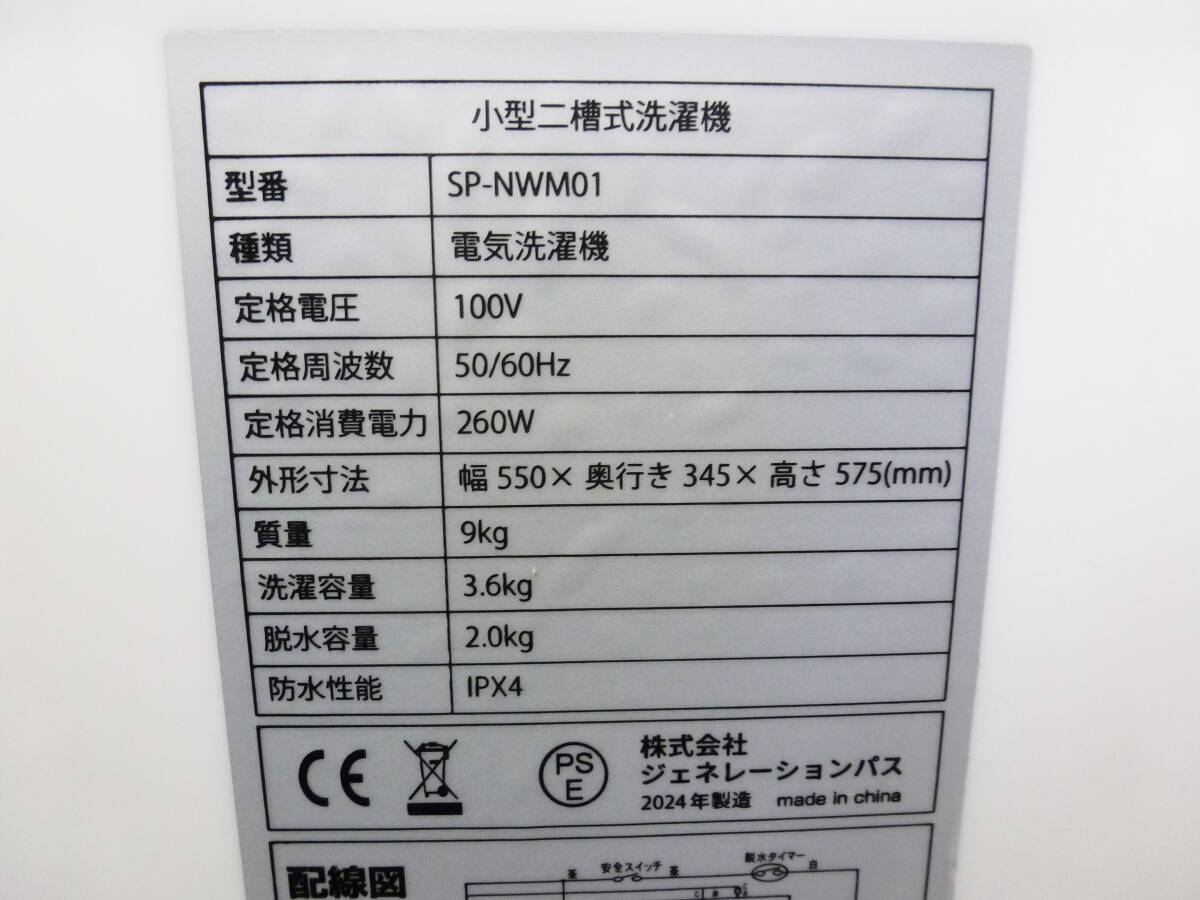 小型二槽式洗濯機
型番 SP-NWM01
種類 電気洗濯機
定格電圧 100V
定格周波数 50/60Hz
定格消費電力 260W
外形寸法 幅 550× 奥行き 345× 高さ 575(mm)
質量 9kg
洗濯容量 3.6kg
脱水容量 2.0kg
防水性能 IPX4
CE
PS
E
株式会社
ジェネレーションパス
2024年製造 made in china
配線図
茶 安全スイッチ 茶 脱水タイマー 白